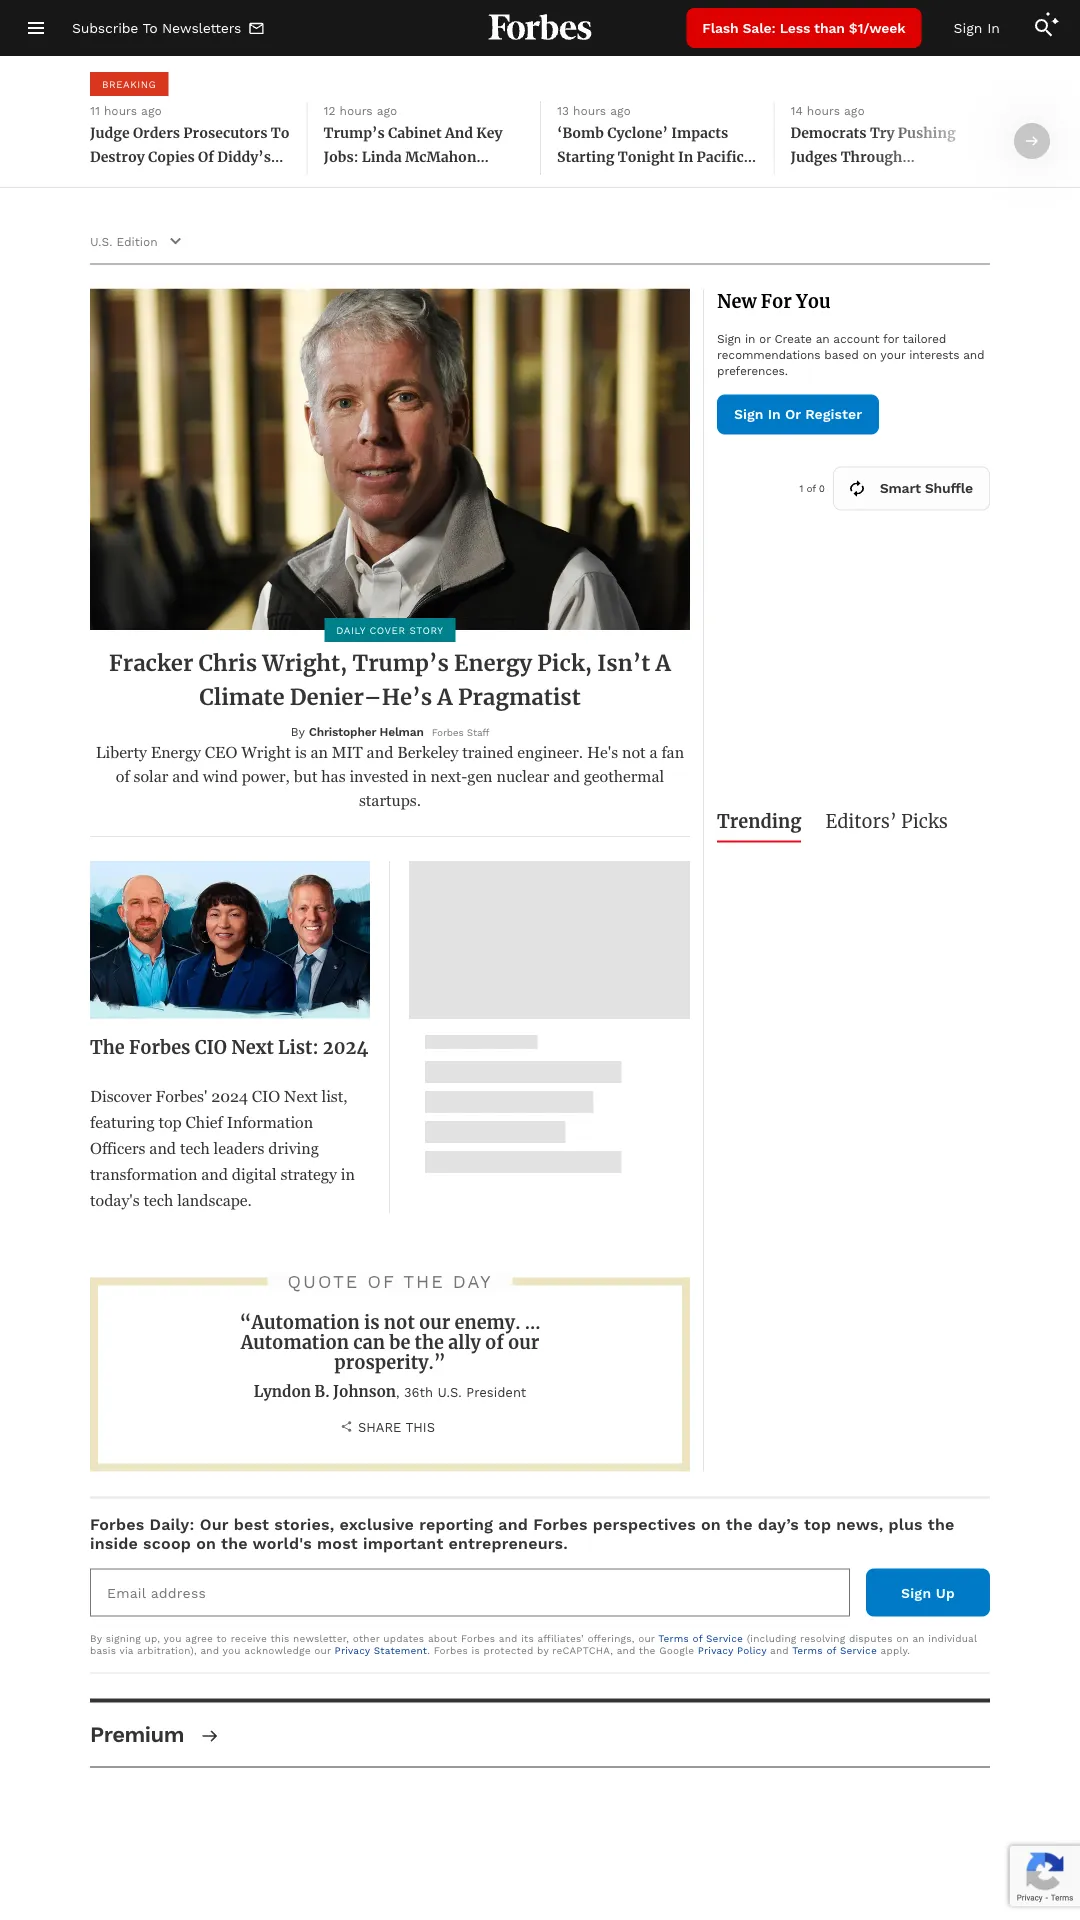 Subscribe To Newsletters
Forbes
Flash Sale: Less than $1/week
Sign In
BREAKING
11 hours ago
Judge Orders Prosecutors To
Destroy Copies Of Diddy’s...
12 hours ago
Trump’s Cabinet And Key
Jobs: Linda McMahon...
13 hours ago
‘Bomb Cyclone’ Impacts
Starting Tonight In Pacific...
14 hours ago
Democrats Try Pushing
Judges Through...
U.S. Edition
DAILY COVER STORY
Fracker Chris Wright, Trump’s Energy Pick, Isn’t A
Climate Denier—He’s A Pragmatist
By Christopher Helman Forbes Staff
Liberty Energy CEO Wright is an MIT and Berkeley trained engineer. He's not a fan
of solar and wind power, but has invested in next-gen nuclear and geothermal
startups.
The Forbes CIO Next List: 2024
Discover Forbes' 2024 CIO Next list,
featuring top Chief Information
Officers and tech leaders driving
transformation and digital strategy in
today's tech landscape.
QUOTE OF THE DAY
“Automation is not our enemy. ...
Automation can be the ally of our
prosperity.”
Lyndon B. Johnson, 36th U.S. President
SHARE THIS
New For You
Sign in or Create an account for tailored
recommendations based on your interests and
preferences.
Sign In Or Register
1 of 0
Smart Shuffle
Trending
Editors’ Picks
Forbes Daily: Our best stories, exclusive reporting and Forbes perspectives on the day’s top news, plus the
inside scoop on the world's most important entrepreneurs.
Email address
Sign Up
By signing up, you agree to receive this newsletter, other updates about Forbes and its affiliates’ offerings, our Terms of Service (including resolving disputes on an individual
basis via arbitration), and you acknowledge our Privacy Statement. Forbes is protected by reCAPTCHA, and the Google Privacy Policy and Terms of Service apply.
Premium
Privacy - Terms